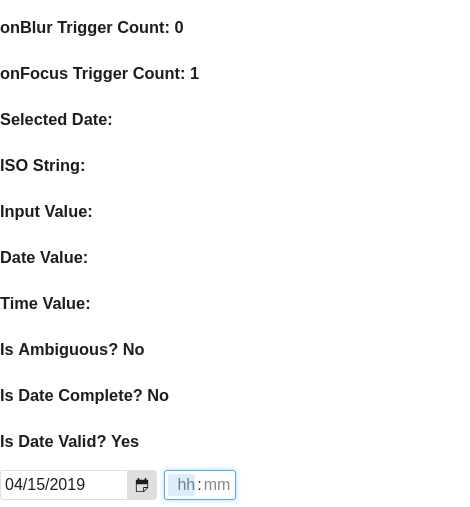 onBlur Trigger Count: 0
onFocus Trigger Count: 1
Selected Date:
ISO String:
Input Value:
Date Value:
Time Value:
Is Ambiguous? No
Is Date Complete? No
Is Date Valid? Yes
04/15/2019 hh:mm